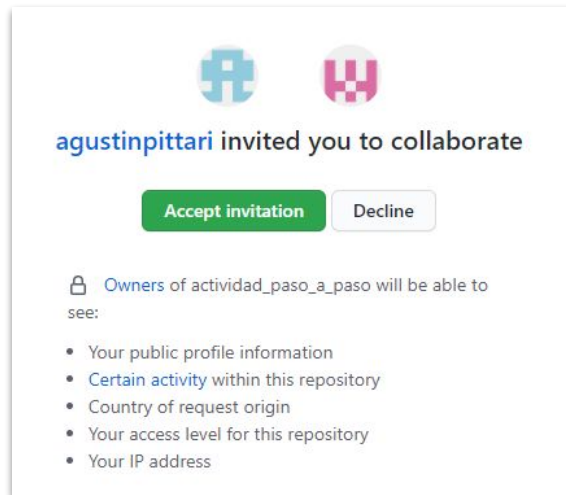 agustinpittari invited you to collaborate
Accept invitation Decline
Owners of actividad_paso_a_paso will be able to
see:
• Your public profile information
• Certain activity within this repository
• Country of request origin
• Your access level for this repository
• Your IP address